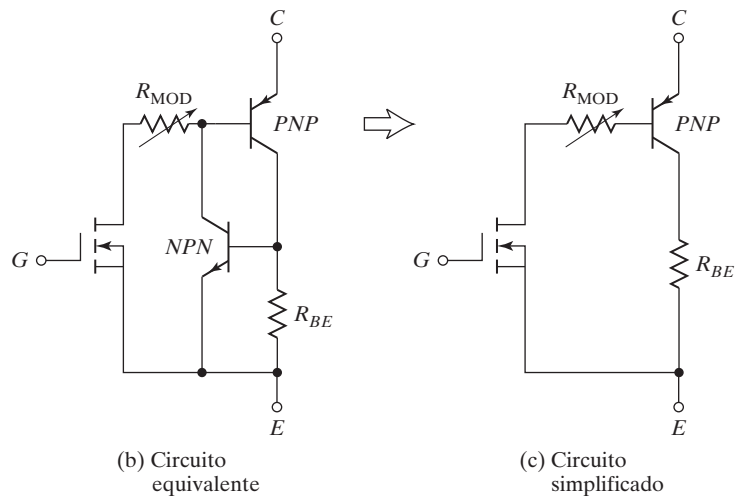 C
R_MOD
PNP
NPN
G
R_BE
E
(b) Circuito
equivalente
C
R_MOD
PNP
G
R_BE
E
(c) Circuito
simplificado